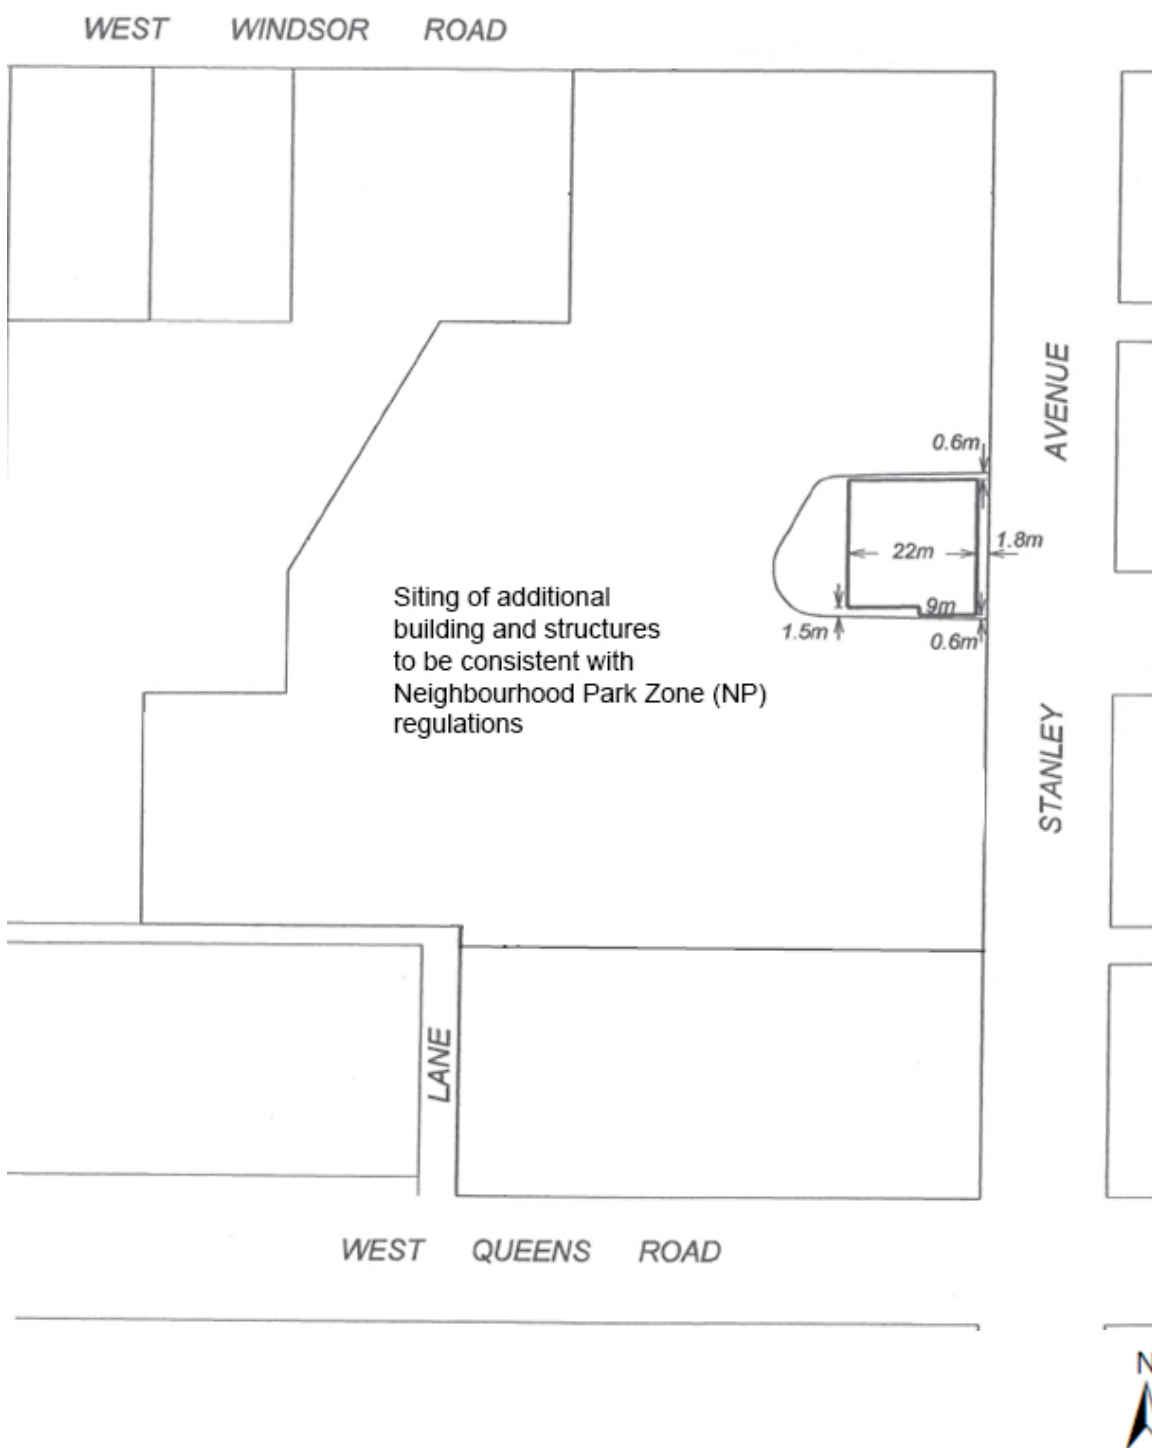 WEST WINDSOR ROAD
AVENUE
0.6m
1.8m
22m
9m
1.5m
0.6m
Siting of additional
building and structures
to be consistent with
Neighbourhood Park Zone (NP)
regulations
STANLEY
LANE
WEST QUEENS ROAD
N